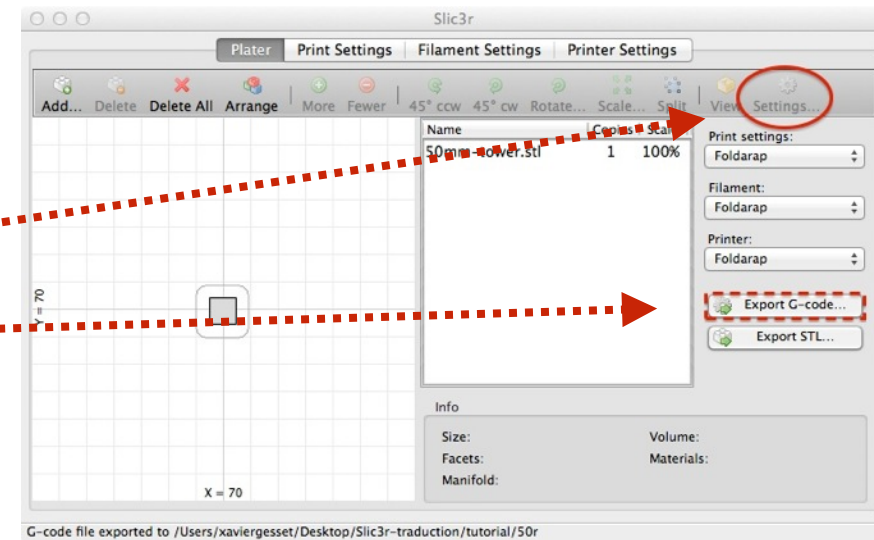 Slic3r
Plater Print Settings Filament Settings Printer Settings
Add... Delete Delete All Arrange More Fewer 45° ccw 45° cw Rotate... Scale... Split View Settings...
Name Copies Scale
50mm-tower.stl 1 100%
Print settings:
Foldarap
Filament:
Foldarap
Printer:
Foldarap
Export G-code...
Export STL...
Y = 70
X = 70
Info
Size: Volume:
Facets: Materials:
Manifold:
G-code file exported to /Users/xaviergesset/Desktop/Slic3r-traduction/tutorial/50r